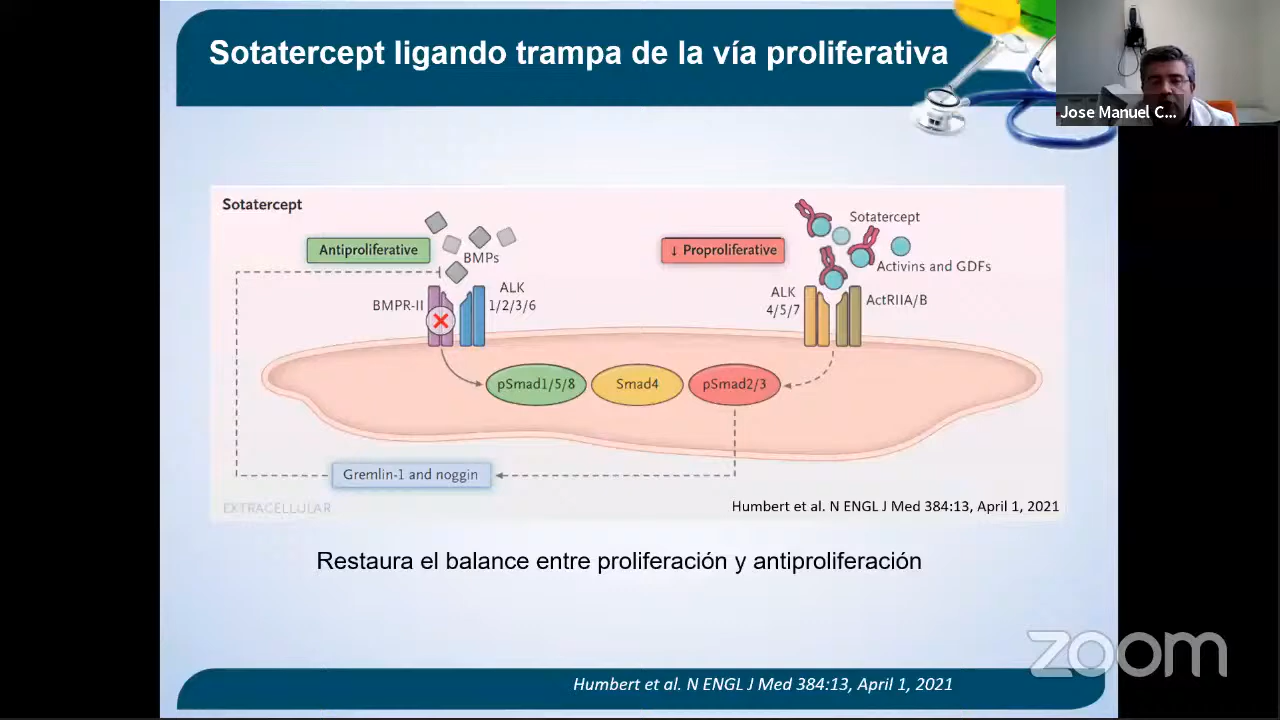 Sotatercept ligando trampa de la vía proliferativa
Jose Manuel C...
Sotatercept
Antiproliferative
BMPs
BMPR-II
ALK
1/2/3/6
↓ Proproliferative
Sotatercept
Activins and GDFs
ALK
4/5/7
ActRIIA/B
pSmad1/5/8
Smad4
pSmad2/3
Gremlin-1 and noggin
EXTRACELLULAR
Humbert et al. N ENGL J Med 384:13, April 1, 2021
Restaura el balance entre proliferación y antiproliferación
zoom
Humbert et al. N ENGL J Med 384:13, April 1, 2021